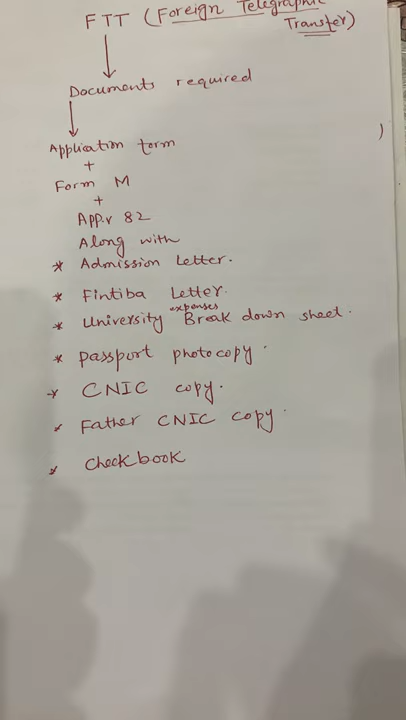 FTT (Foreign Telegraphic
Transfer)
Documents required
Application form
+
Form M
+
App.v 82
Along with
* Admission Letter.
* Fintiba Letter.
expenses
* University Break down sheet.
* Passport photocopy.
* CNIC copy.
* Father CNIC copy.
* Checkbook